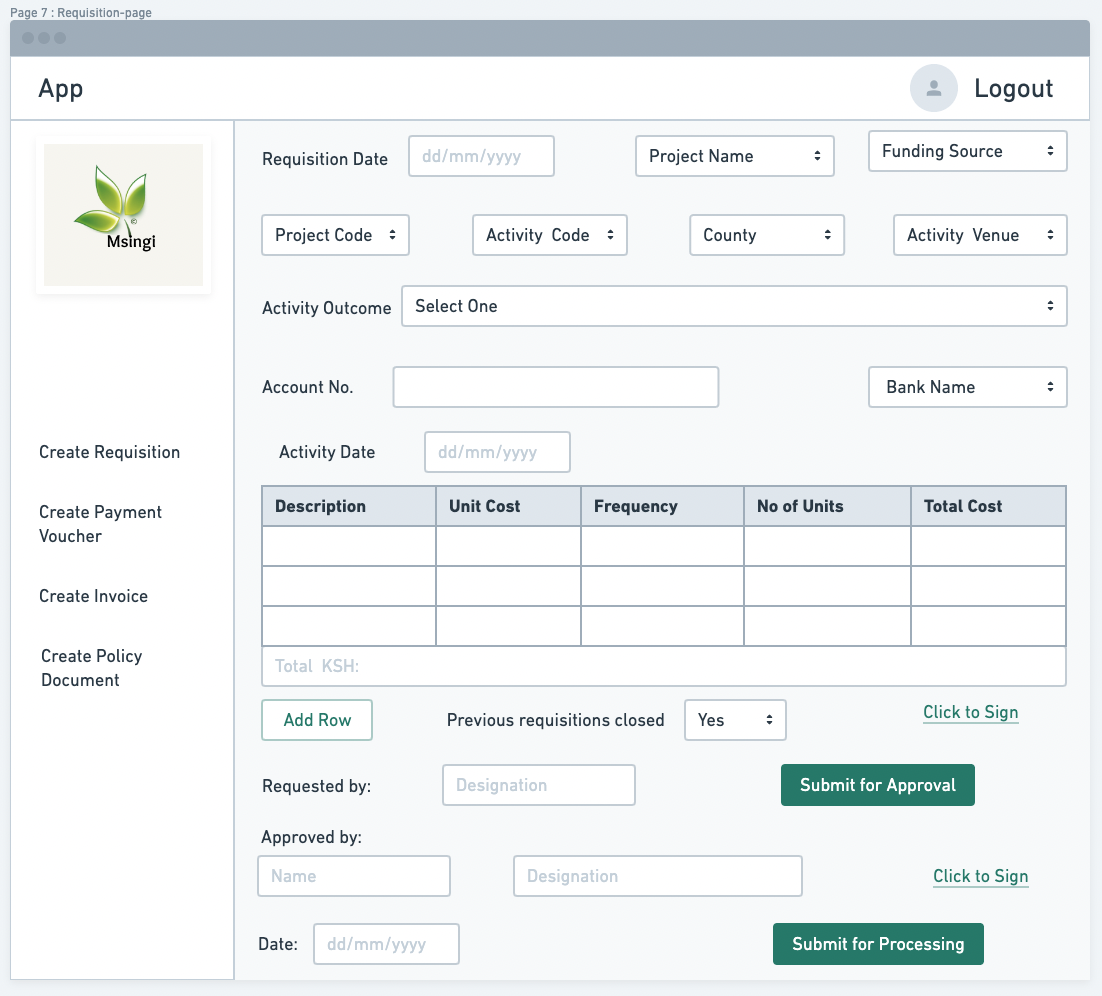 Page 7 : Requisition-page
App
Logout
©
Msingi
Create Requisition
Create Payment
Voucher
Create Invoice
Create Policy
Document
Requisition Date
dd/mm/yyyy
Project Name
Funding Source
Project Code
Activity Code
County
Activity Venue
Activity Outcome
Select One
Account No.
Bank Name
Activity Date
dd/mm/yyyy
Description
Unit Cost
Frequency
No of Units
Total Cost
Total KSH:
Add Row
Previous requisitions closed
Yes
Click to Sign
Requested by:
Designation
Submit for Approval
Approved by:
Name
Designation
Click to Sign
Date:
dd/mm/yyyy
Submit for Processing